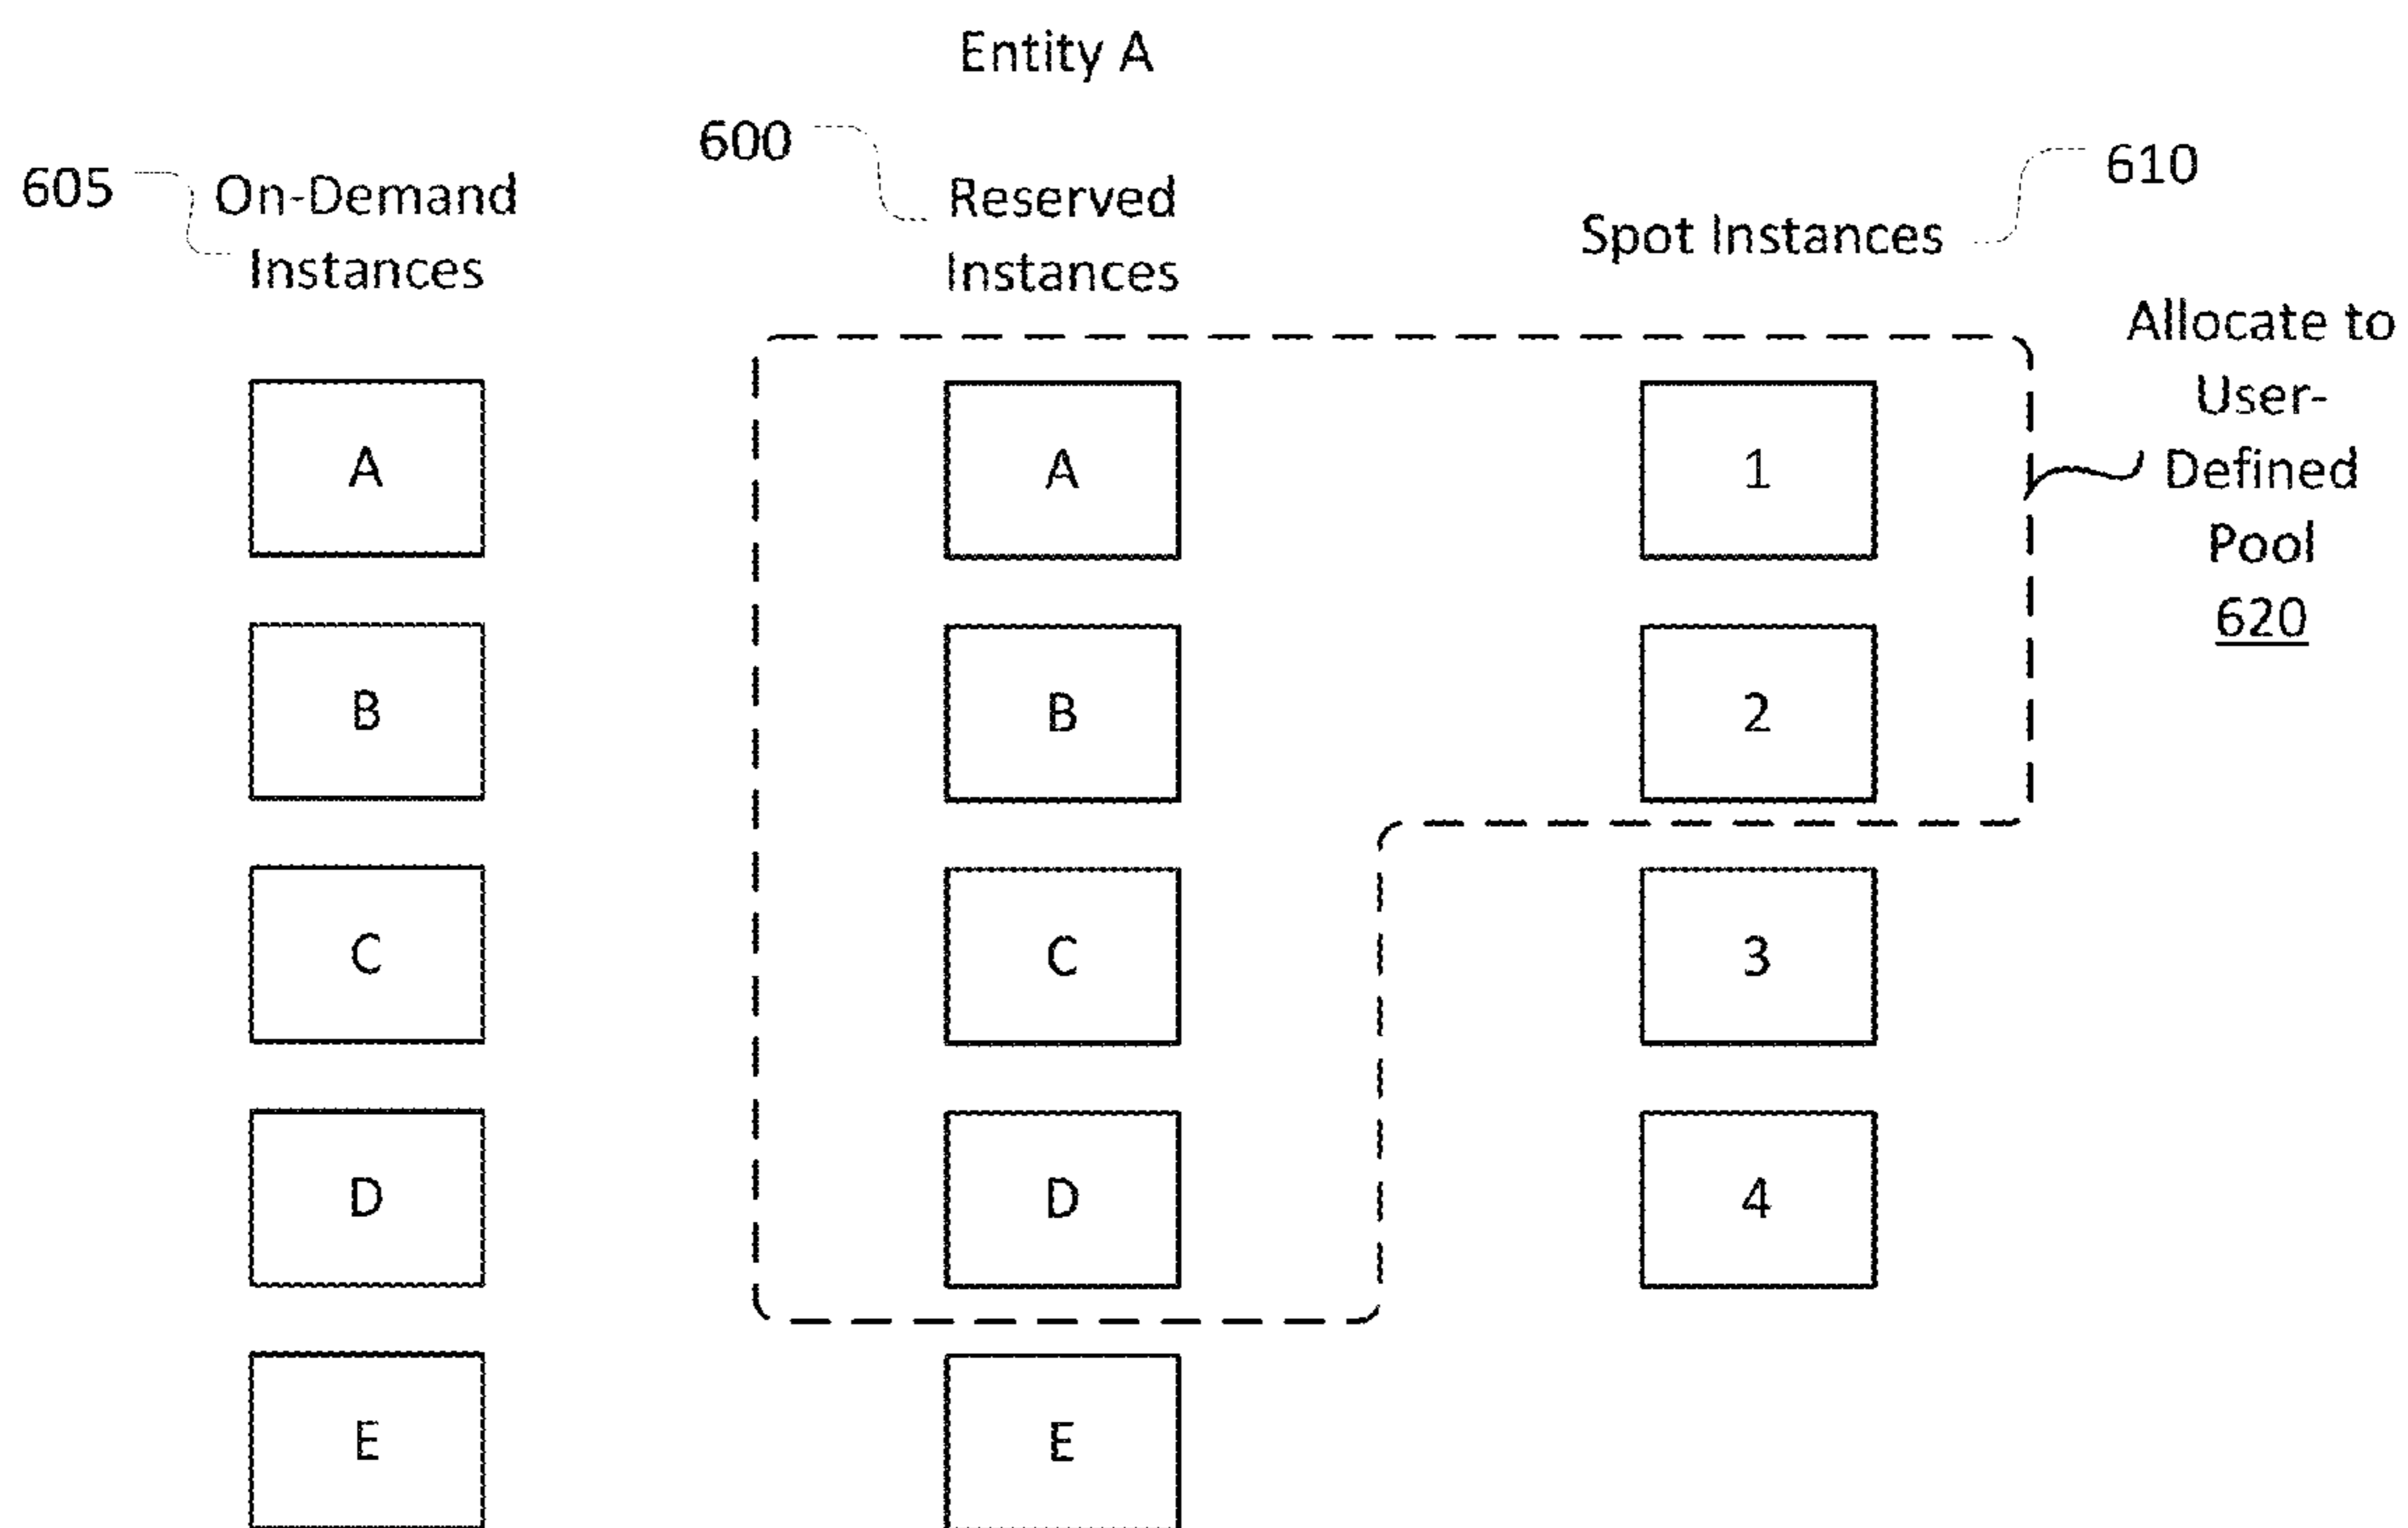 Entity A
600
605
On-Demand
Instances
Reserved
Instances
Spot Instances
610
Allocate to
User-
Defined
Pool
620
A
A
1
B
B
2
C
C
3
D
D
4
E
E